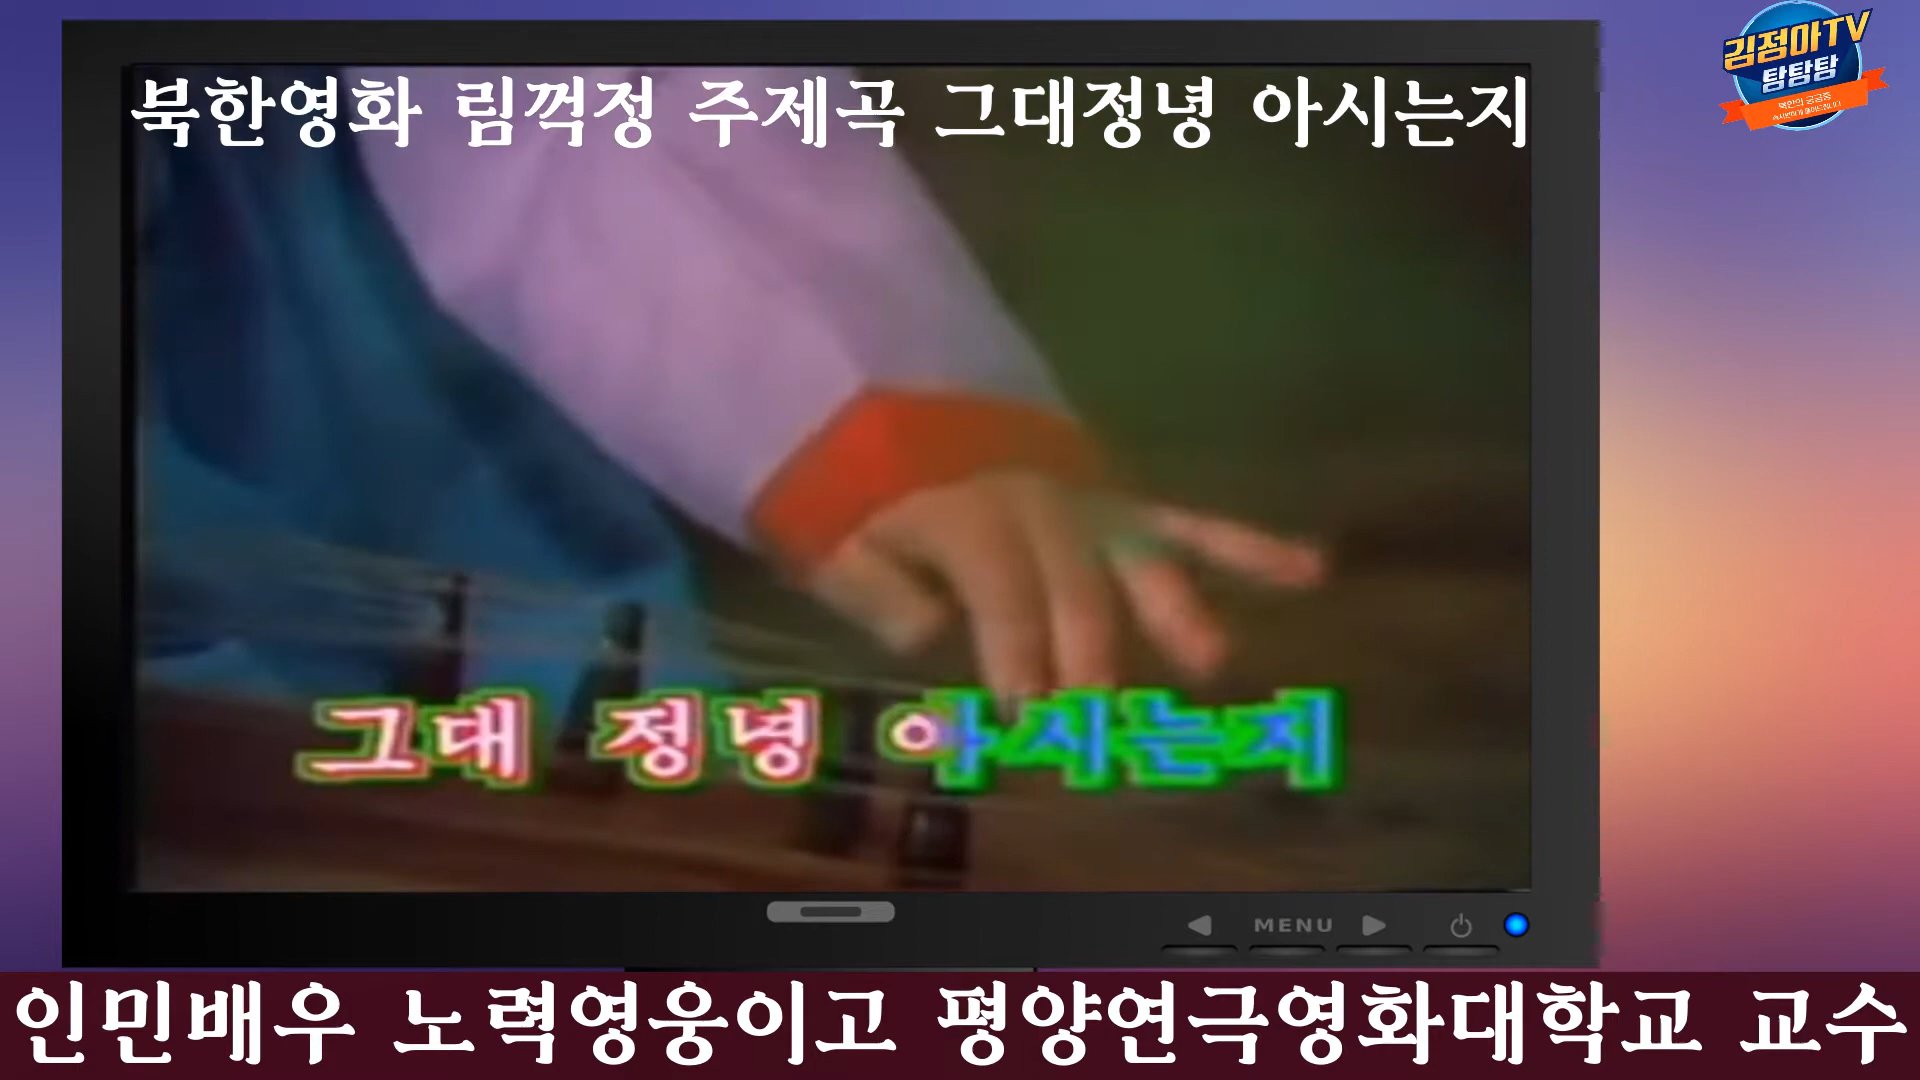 북한영화 림꺽정 주제곡 그대정녕 아시는지
김정아TV
탐탐탐
그대 정녕 아시는지
MENU
인민배우 노력영웅이고 평양연극영화대학교 교수